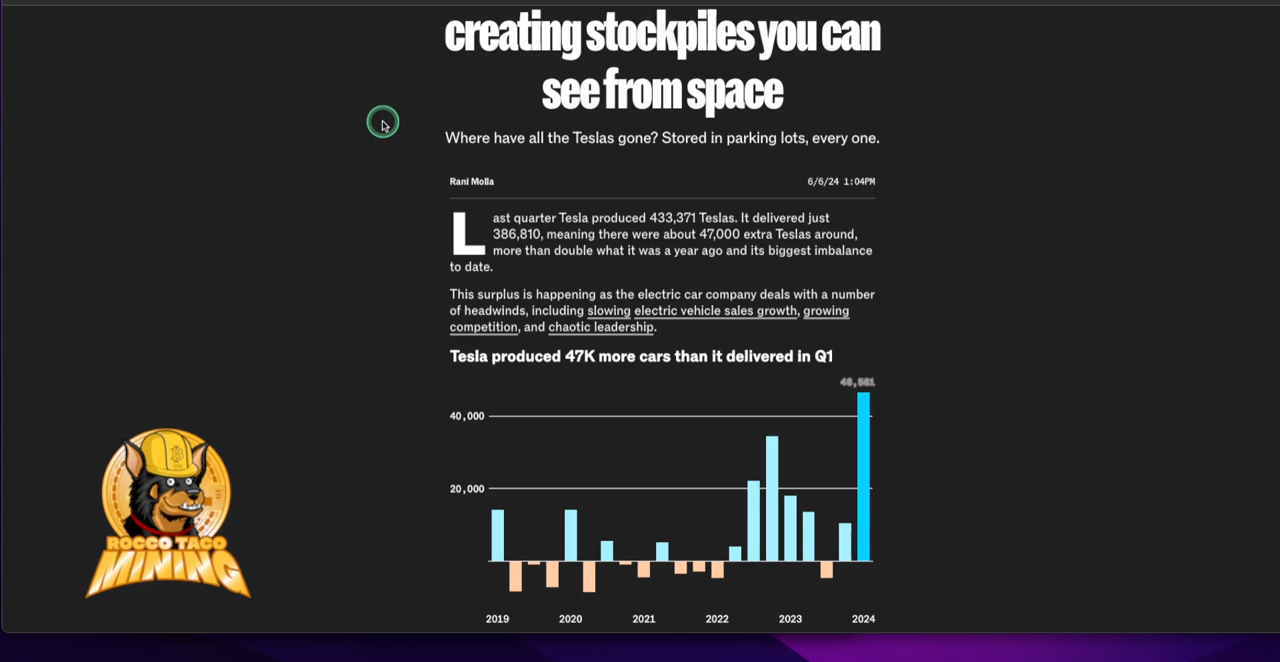 creating stockpiles you can
see from space
Where have all the Teslas gone? Stored in parking lots, every one.
Rani Molla 6/6/24 1:04PM
Last quarter Tesla produced 433,371 Teslas. It delivered just
386,810, meaning there were about 47,000 extra Teslas around,
more than double what it was a year ago and its biggest imbalance
to date.
This surplus is happening as the electric car company deals with a number
of headwinds, including slowing electric vehicle sales growth, growing
competition, and chaotic leadership.
Tesla produced 47K more cars than it delivered in Q1
46,561
40,000
20,000
2019 2020 2021 2022 2023 2024
ROCCO TACO
MINING